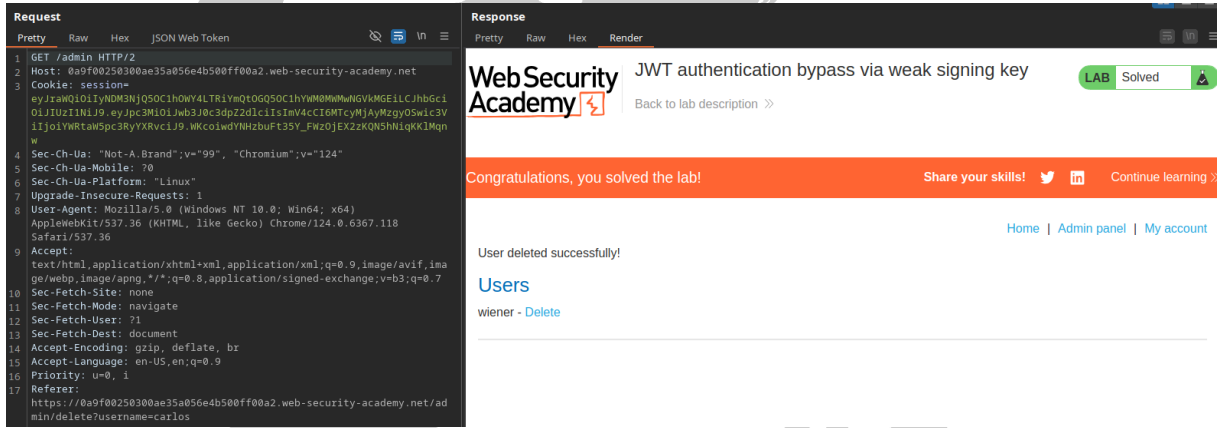 Request
Pretty Raw Hex JSON Web Token \n
1 GET /admin HTTP/2
2 Host: 0a9f00250300ae35a056e4b500ff00a2.web-security-academy.net
3 Cookie: session=
4 Sec-Ch-Ua: "Not-A.Brand";v="99", "Chromium";v="124"
5 Sec-Ch-Ua-Mobile: ?0
6 Sec-Ch-Ua-Platform: "Linux"
7 Upgrade-Insecure-Requests: 1
8 User-Agent: Mozilla/5.0 (Windows NT 10.0; Win64; x64)
AppleWebKit/537.36 (KHTML, like Gecko) Chrome/124.0.6367.118
Safari/537.36
9 Accept:
text/html,application/xhtml+xml,application/xml;q=0.9,image/avif,ima
ge/webp,image/apng,*/*;q=0.8,application/signed-exchange;v=b3;q=0.7
10 Sec-Fetch-Site: none
11 Sec-Fetch-Mode: navigate
12 Sec-Fetch-User: ?1
13 Sec-Fetch-Dest: document
14 Accept-Encoding: gzip, deflate, br
15 Accept-Language: en-US,en;q=0.9
16 Priority: u=0, i
17 Referer:
https://0a9f00250300ae35a056e4b500ff00a2.web-security-academy.net/ad
min/delete?username=carlos
Response
Pretty Raw Hex Render \n
Web Security
Academy
JWT authentication bypass via weak signing key
Back to lab description
LAB Solved
Congratulations, you solved the lab!
Share your skills! in Continue learning
Home | Admin panel | My account
User deleted successfully!
Users
wiener - Delete